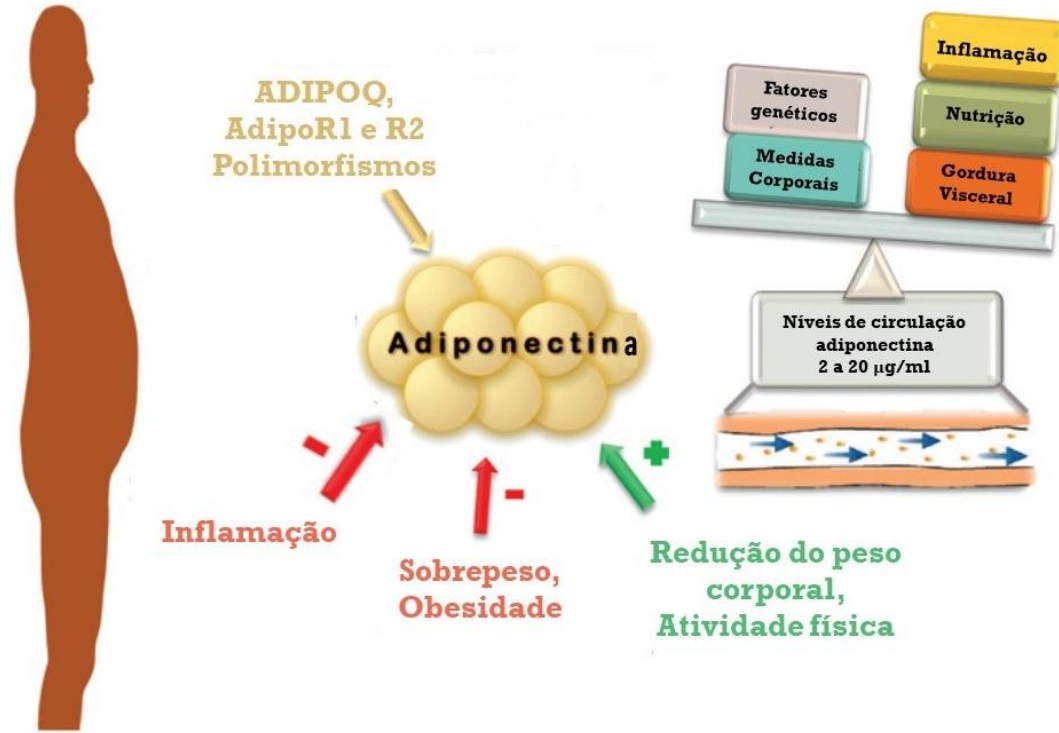 ADIPOQ,
AdipoR1 e R2
Polimorfismos
Inflamação
Fatores
genéticos
Nutrição
Medidas
Corporais
Gordura
Visceral
Níveis de circulação
adiponectina
2 a 20 μg/ml
Adiponectina
-
-
+
Inflamação
Sobrepeso,
Obesidade
Redução do peso
corporal,
Atividade física